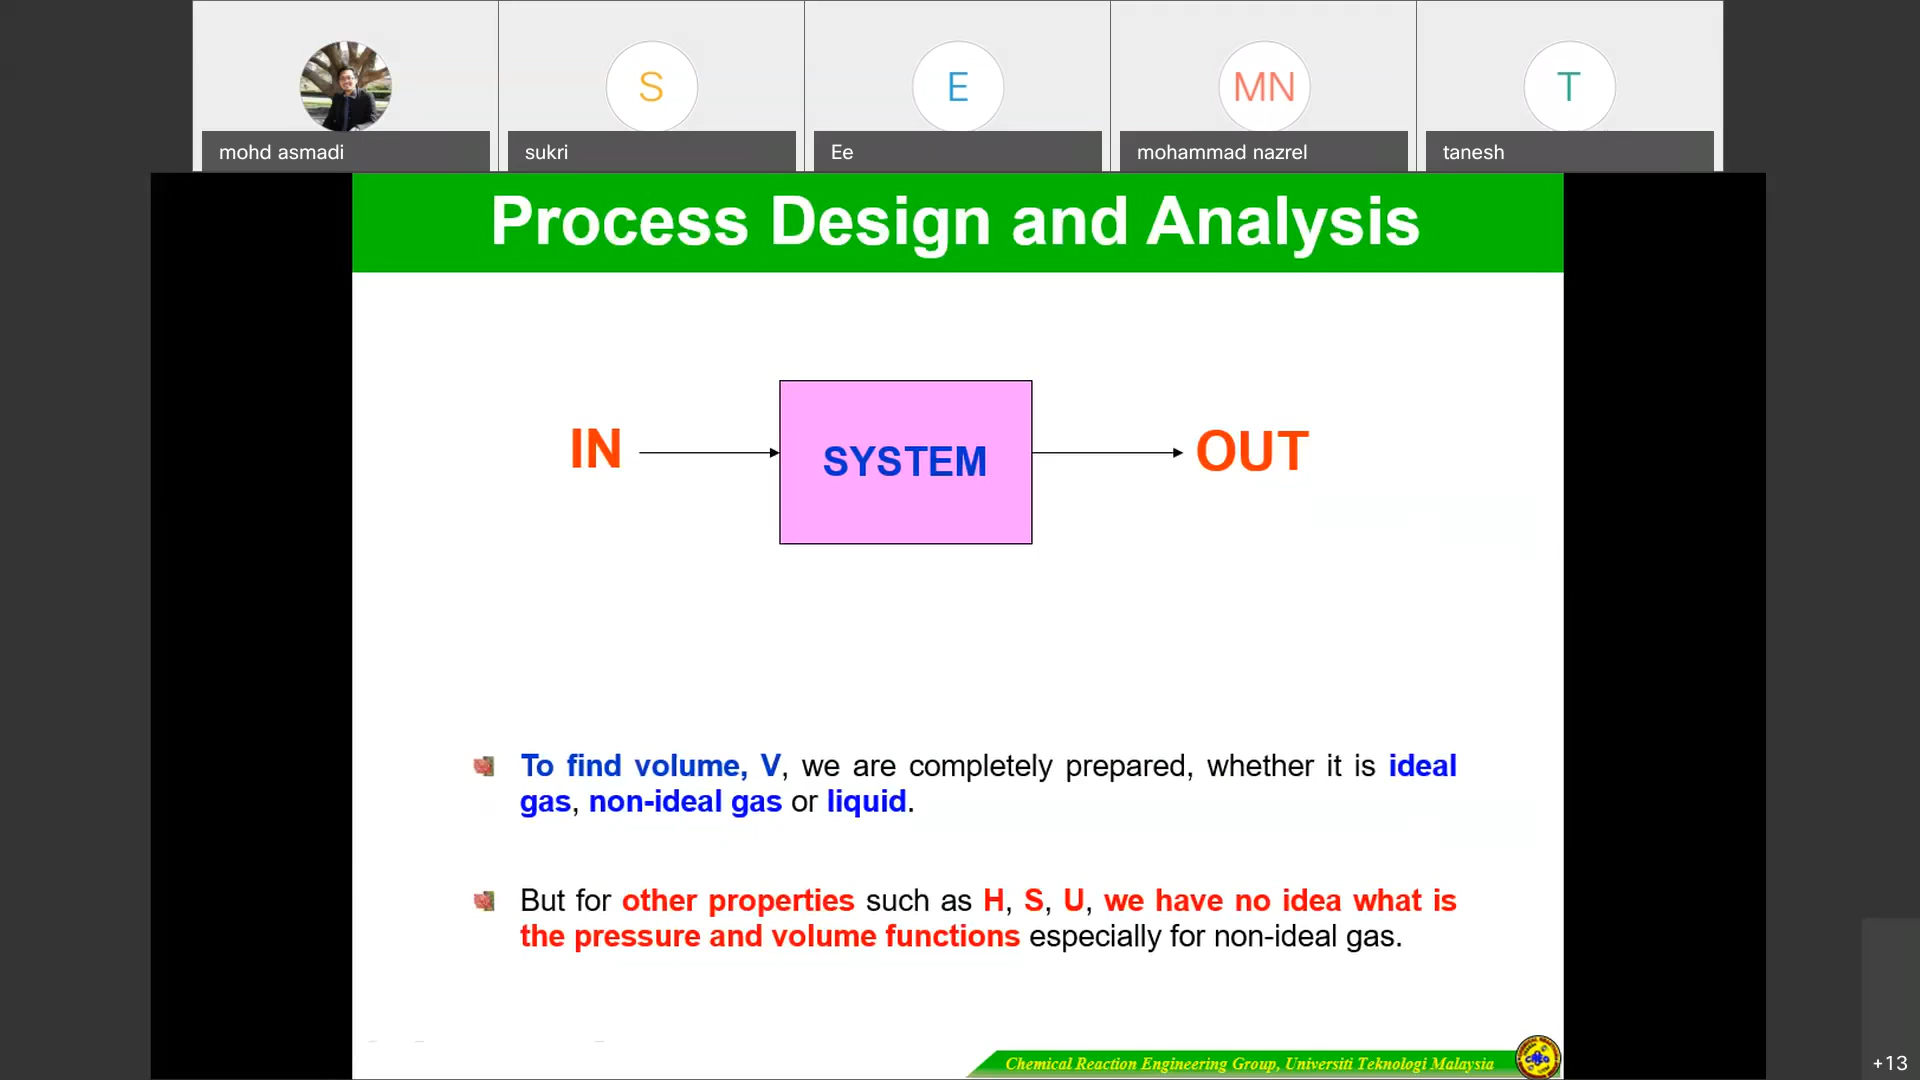 S
E
MN
T
mohd asmadi
sukri
Ee
mohammad nazrel
tanesh
Process Design and Analysis
IN
SYSTEM
OUT
To find volume, V, we are completely prepared, whether it is ideal
gas, non-ideal gas or liquid.
But for other properties such as H, S, U, we have no idea what is
the pressure and volume functions especially for non-ideal gas.
Chemical Reaction Engineering Group, Universiti Teknologi Malaysia
+13